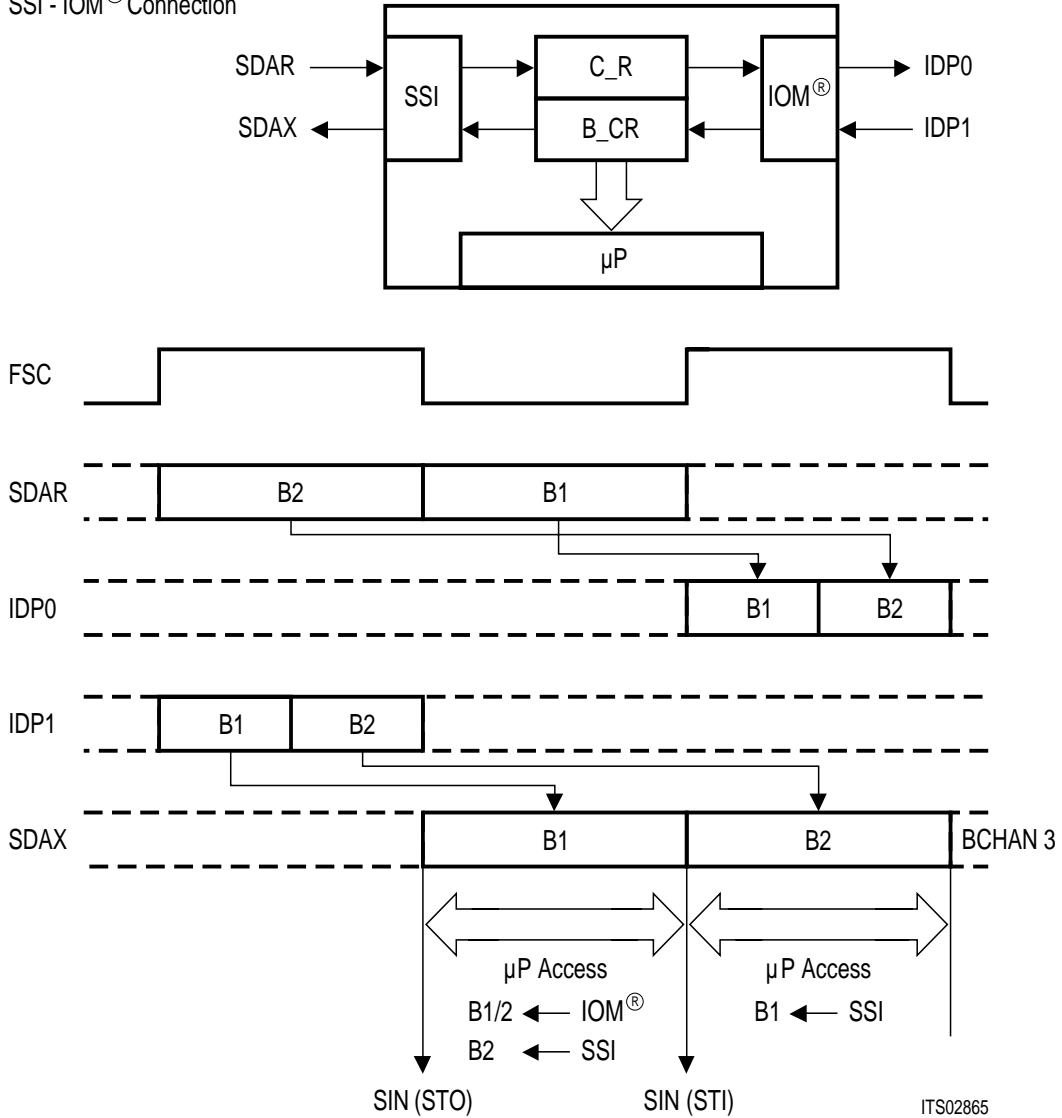 SSI - IOM® Connection
SDAR
SDAX
SSI
C_R
B_CR
IOM®
IDP0
IDP1
µP
FSC
SDAR
B2
B1
IDP0
B1
B2
IDP1
B1
B2
SDAX
B1
B2
BCHAN 3
µP Access
µP Access
B1/2 ← IOM®
B1 ← SSI
B2 ← SSI
SIN (STO)
SIN (STI)
ITS02865